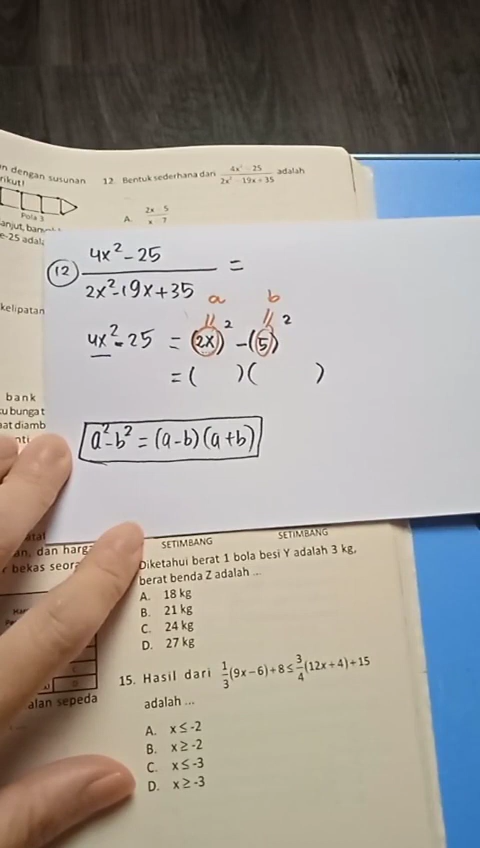 n dengan susunan
rikut!
Pola 3
anjut, ban
e-25 adala
kelipatan
bank
u bunga t
aat diamb
12. Bentuk sederhana dari 4x² - 25 / 2x² - 19x + 35 adalah
A. 2x 5 / x 7
12 4x² - 25 / 2x² - 19x + 35 =
a b
4x² - 25 = (2x)² - (5)²
= ( )( )
a² - b² = (a - b) (a + b)
an, dan harg
r bekas seor
alan sepeda
SETIMBANG SETIMBANG
Diketahui berat 1 bola besi Y adalah 3 kg,
berat benda Z adalah ...
A. 18 kg
B. 21 kg
C. 24 kg
D. 27 kg
15. Hasil dari 1/3 (9x – 6) + 8 ≤ 3/4 (12x + 4) + 15
adalah ...
A. x ≤ -2
B. x ≥ -2
C. x ≤ -3
D. x ≥ -3